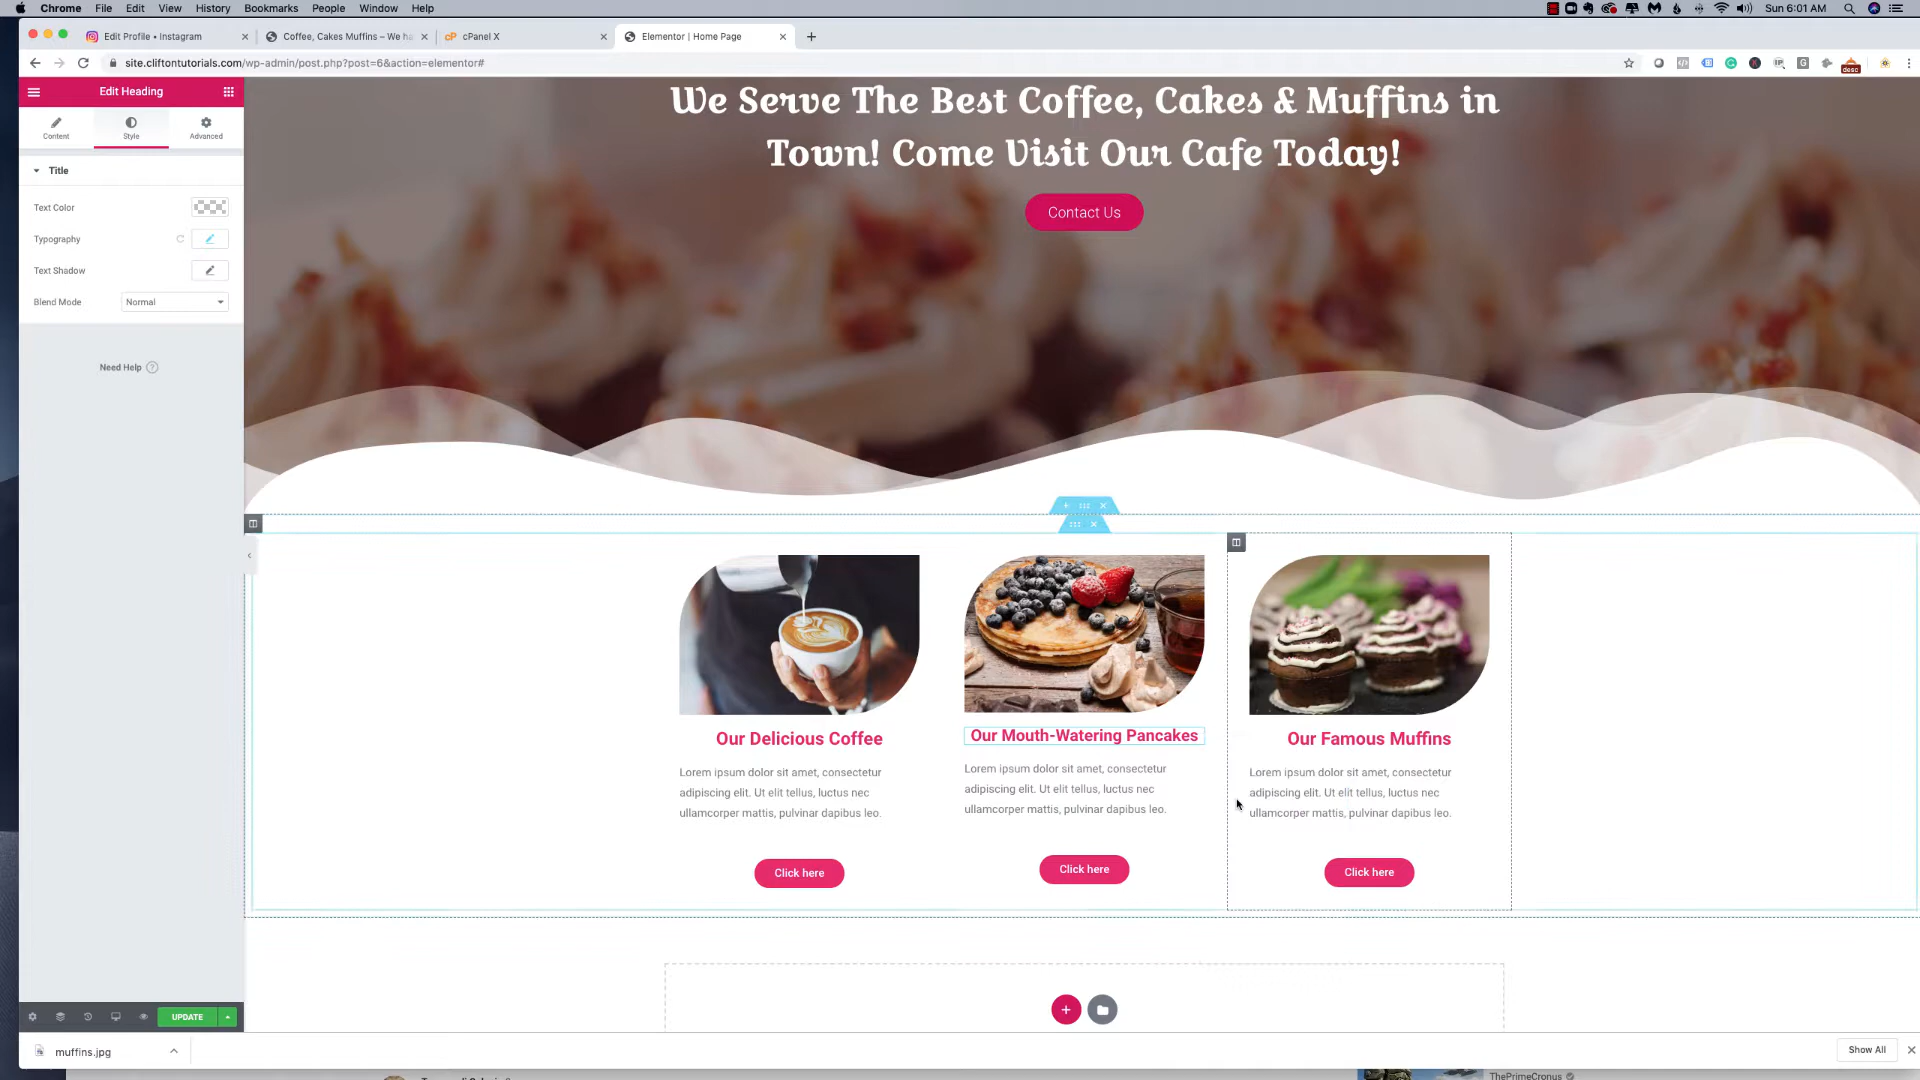 Chrome File Edit View History Bookmarks People Window Help
Sun 6:01 AM
Edit Profile • Instagram
Coffee, Cakes Muffins – We ha
cPanel X
Elementor | Home Page
site.cliftontutorials.com/wp-admin/post.php?post=6&action=elementor#
desc
Edit Heading
Content
Style
Advanced
Title
Text Color
Typography
Text Shadow
Blend Mode
Normal
Need Help ?
We Serve The Best Coffee, Cakes & Muffins in
Town! Come Visit Our Cafe Today!
Contact Us
Our Delicious Coffee
Lorem ipsum dolor sit amet, consectetur
adipiscing elit. Ut elit tellus, luctus nec
ullamcorper mattis, pulvinar dapibus leo.
Click here
Our Mouth-Watering Pancakes
Lorem ipsum dolor sit amet, consectetur
adipiscing elit. Ut elit tellus, luctus nec
ullamcorper mattis, pulvinar dapibus leo.
Click here
Our Famous Muffins
Lorem ipsum dolor sit amet, consectetur
adipiscing elit. Ut elit tellus, luctus nec
ullamcorper mattis, pulvinar dapibus leo.
Click here
UPDATE
muffins.jpg
Show All
ThePrimeCronus